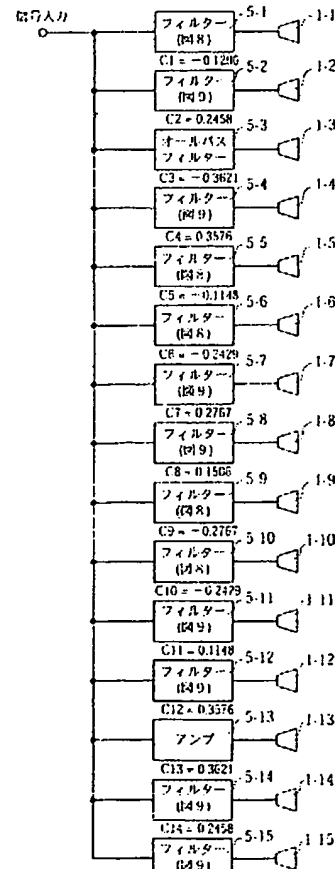 信号入力
フィルター 5-1 1-1
(図8)
C1 = -0.1206
フィルター 5-2 1-2
(図9)
C2 = 0.2458
オールパス 5-3 1-3
フィルター
C3 = -0.3621
フィルター 5-4 1-4
(図9)
C4 = 0.3576
フィルター 5-5 1-5
(図8)
C5 = -0.1148
フィルター 5-6 1-6
(図8)
C6 = -0.2429
フィルター 5-7 1-7
(図9)
C7 = 0.2767
フィルター 5-8 1-8
(図9)
C8 = 0.1506
フィルター 5-9 1-9
(図8)
C9 = -0.2767
フィルター 5-10 1-10
(図8)
C10 = -0.2429
フィルター 5-11 1-11
(図9)
C11 = 0.1148
フィルター 5-12 1-12
(図9)
C12 = 0.3576
アンプ 5-13 1-13
C13 = 0.3621
フィルター 5-14 1-14
(図9)
C14 = 0.2458
フィルター 5-15 1-15
(図9)